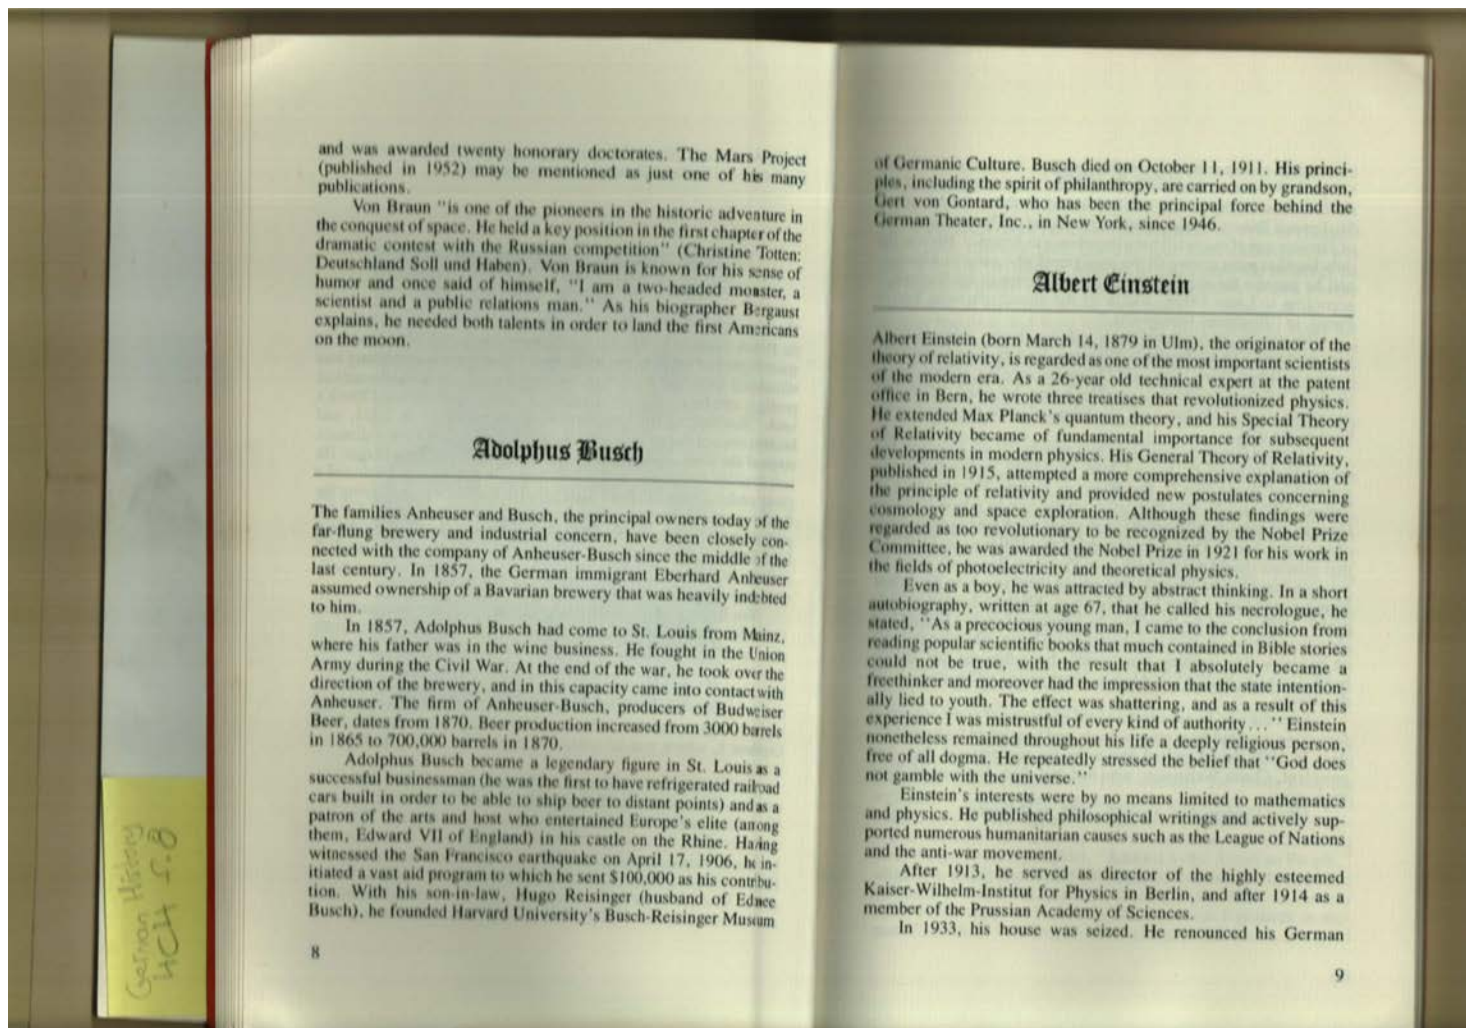 and was awarded twenty honorary doctorates. The Mars Project
(published in 1952) may be mentioned as just one of his many
publications.
Von Braun "is one of the pioneers in the historic adventure in
the conquest of space. He held a key position in the first chapter of the
dramatic contest with the Russian competition" (Christine Totten:
Deutschland Soll und Haben). Von Braun is known for his sense of
humor and once said of himself, "I am a two-headed monster, a
scientist and a public relations man." As his biographer Bergaust
explains, he needed both talents in order to land the first Americans
on the moon.
Adolphus Busch
The families Anheuser and Busch, the principal owners today of the
far-flung brewery and industrial concern, have been closely con-
nected with the company of Anheuser-Busch since the middle of the
last century. In 1857, the German immigrant Eberhard Anheuser
assumed ownership of a Bavarian brewery that was heavily indebted
to him.
In 1857, Adolphus Busch had come to St. Louis from Mainz,
where his father was in the wine business. He fought in the Union
Army during the Civil War. At the end of the war, he took over the
direction of the brewery, and in this capacity came into contact with
Anheuser. The firm of Anheuser-Busch, producers of Budweiser
Beer, dates from 1870. Beer production increased from 3000 barrels
in 1865 to 700,000 barrels in 1870.
Adolphus Busch became a legendary figure in St. Louis as a
successful businessman (he was the first to have refrigerated railroad
cars built in order to be able to ship beer to distant points) and as a
patron of the arts and host who entertained Europe's elite (among
them, Edward VII of England) in his castle on the Rhine. Having
witnessed the San Francisco earthquake on April 17, 1906, he in-
itiated a vast aid program to which he sent $100,000 as his contribu-
tion. With his son-in-law, Hugo Reisinger (husband of Ednee
Busch), he founded Harvard University's Busch-Reisinger Museum
8
German History
HCH 5.8
of Germanic Culture. Busch died on October 11, 1911. His princi-
ples, including the spirit of philanthropy, are carried on by grandson,
Gert von Gontard, who has been the principal force behind the
German Theater, Inc., in New York, since 1946.
Albert Einstein
Albert Einstein (born March 14, 1879 in Ulm), the originator of the
theory of relativity, is regarded as one of the most important scientists
of the modern era. As a 26-year old technical expert at the patent
office in Bern, he wrote three treatises that revolutionized physics.
He extended Max Planck's quantum theory, and his Special Theory
of Relativity became of fundamental importance for subsequent
developments in modern physics. His General Theory of Relativity,
published in 1915, attempted a more comprehensive explanation of
the principle of relativity and provided new postulates concerning
cosmology and space exploration. Although these findings were
regarded as too revolutionary to be recognized by the Nobel Prize
Committee, he was awarded the Nobel Prize in 1921 for his work in
the fields of photoelectricity and theoretical physics.
Even as a boy, he was attracted by abstract thinking. In a short
autobiography, written at age 67, that he called his necrologue, he
stated, "As a precocious young man, I came to the conclusion from
reading popular scientific books that much contained in Bible stories
could not be true, with the result that I absolutely became a
freethinker and moreover had the impression that the state intention-
ally lied to youth. The effect was shattering, and as a result of this
experience I was mistrustful of every kind of authority..." Einstein
nonetheless remained throughout his life a deeply religious person,
free of all dogma. He repeatedly stressed the belief that "God does
not gamble with the universe."
Einstein's interests were by no means limited to mathematics
and physics. He published philosophical writings and actively sup-
ported numerous humanitarian causes such as the League of Nations
and the anti-war movement.
After 1913, he served as director of the highly esteemed
Kaiser-Wilhelm-Institut for Physics in Berlin, and after 1914 as a
member of the Prussian Academy of Sciences.
In 1933, his house was seized. He renounced his German
9